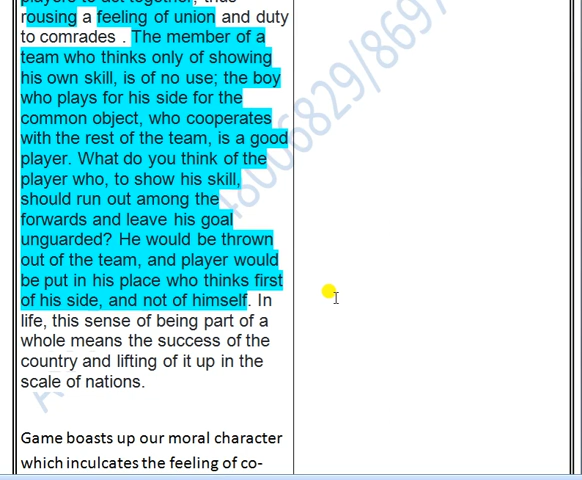 players to act together, thus
rousing a feeling of union and duty
to comrades . The member of a
team who thinks only of showing
his own skill, is of no use; the boy
who plays for his side for the
common object, who cooperates
with the rest of the team, is a good
player. What do you think of the
player who, to show his skill,
should run out among the
forwards and leave his goal
unguarded? He would be thrown
out of the team, and player would
be put in his place who thinks first
of his side, and not of himself. In
life, this sense of being part of a
whole means the success of the
country and lifting of it up in the
scale of nations.
Game boasts up our moral character
which inculcates the feeling of co-